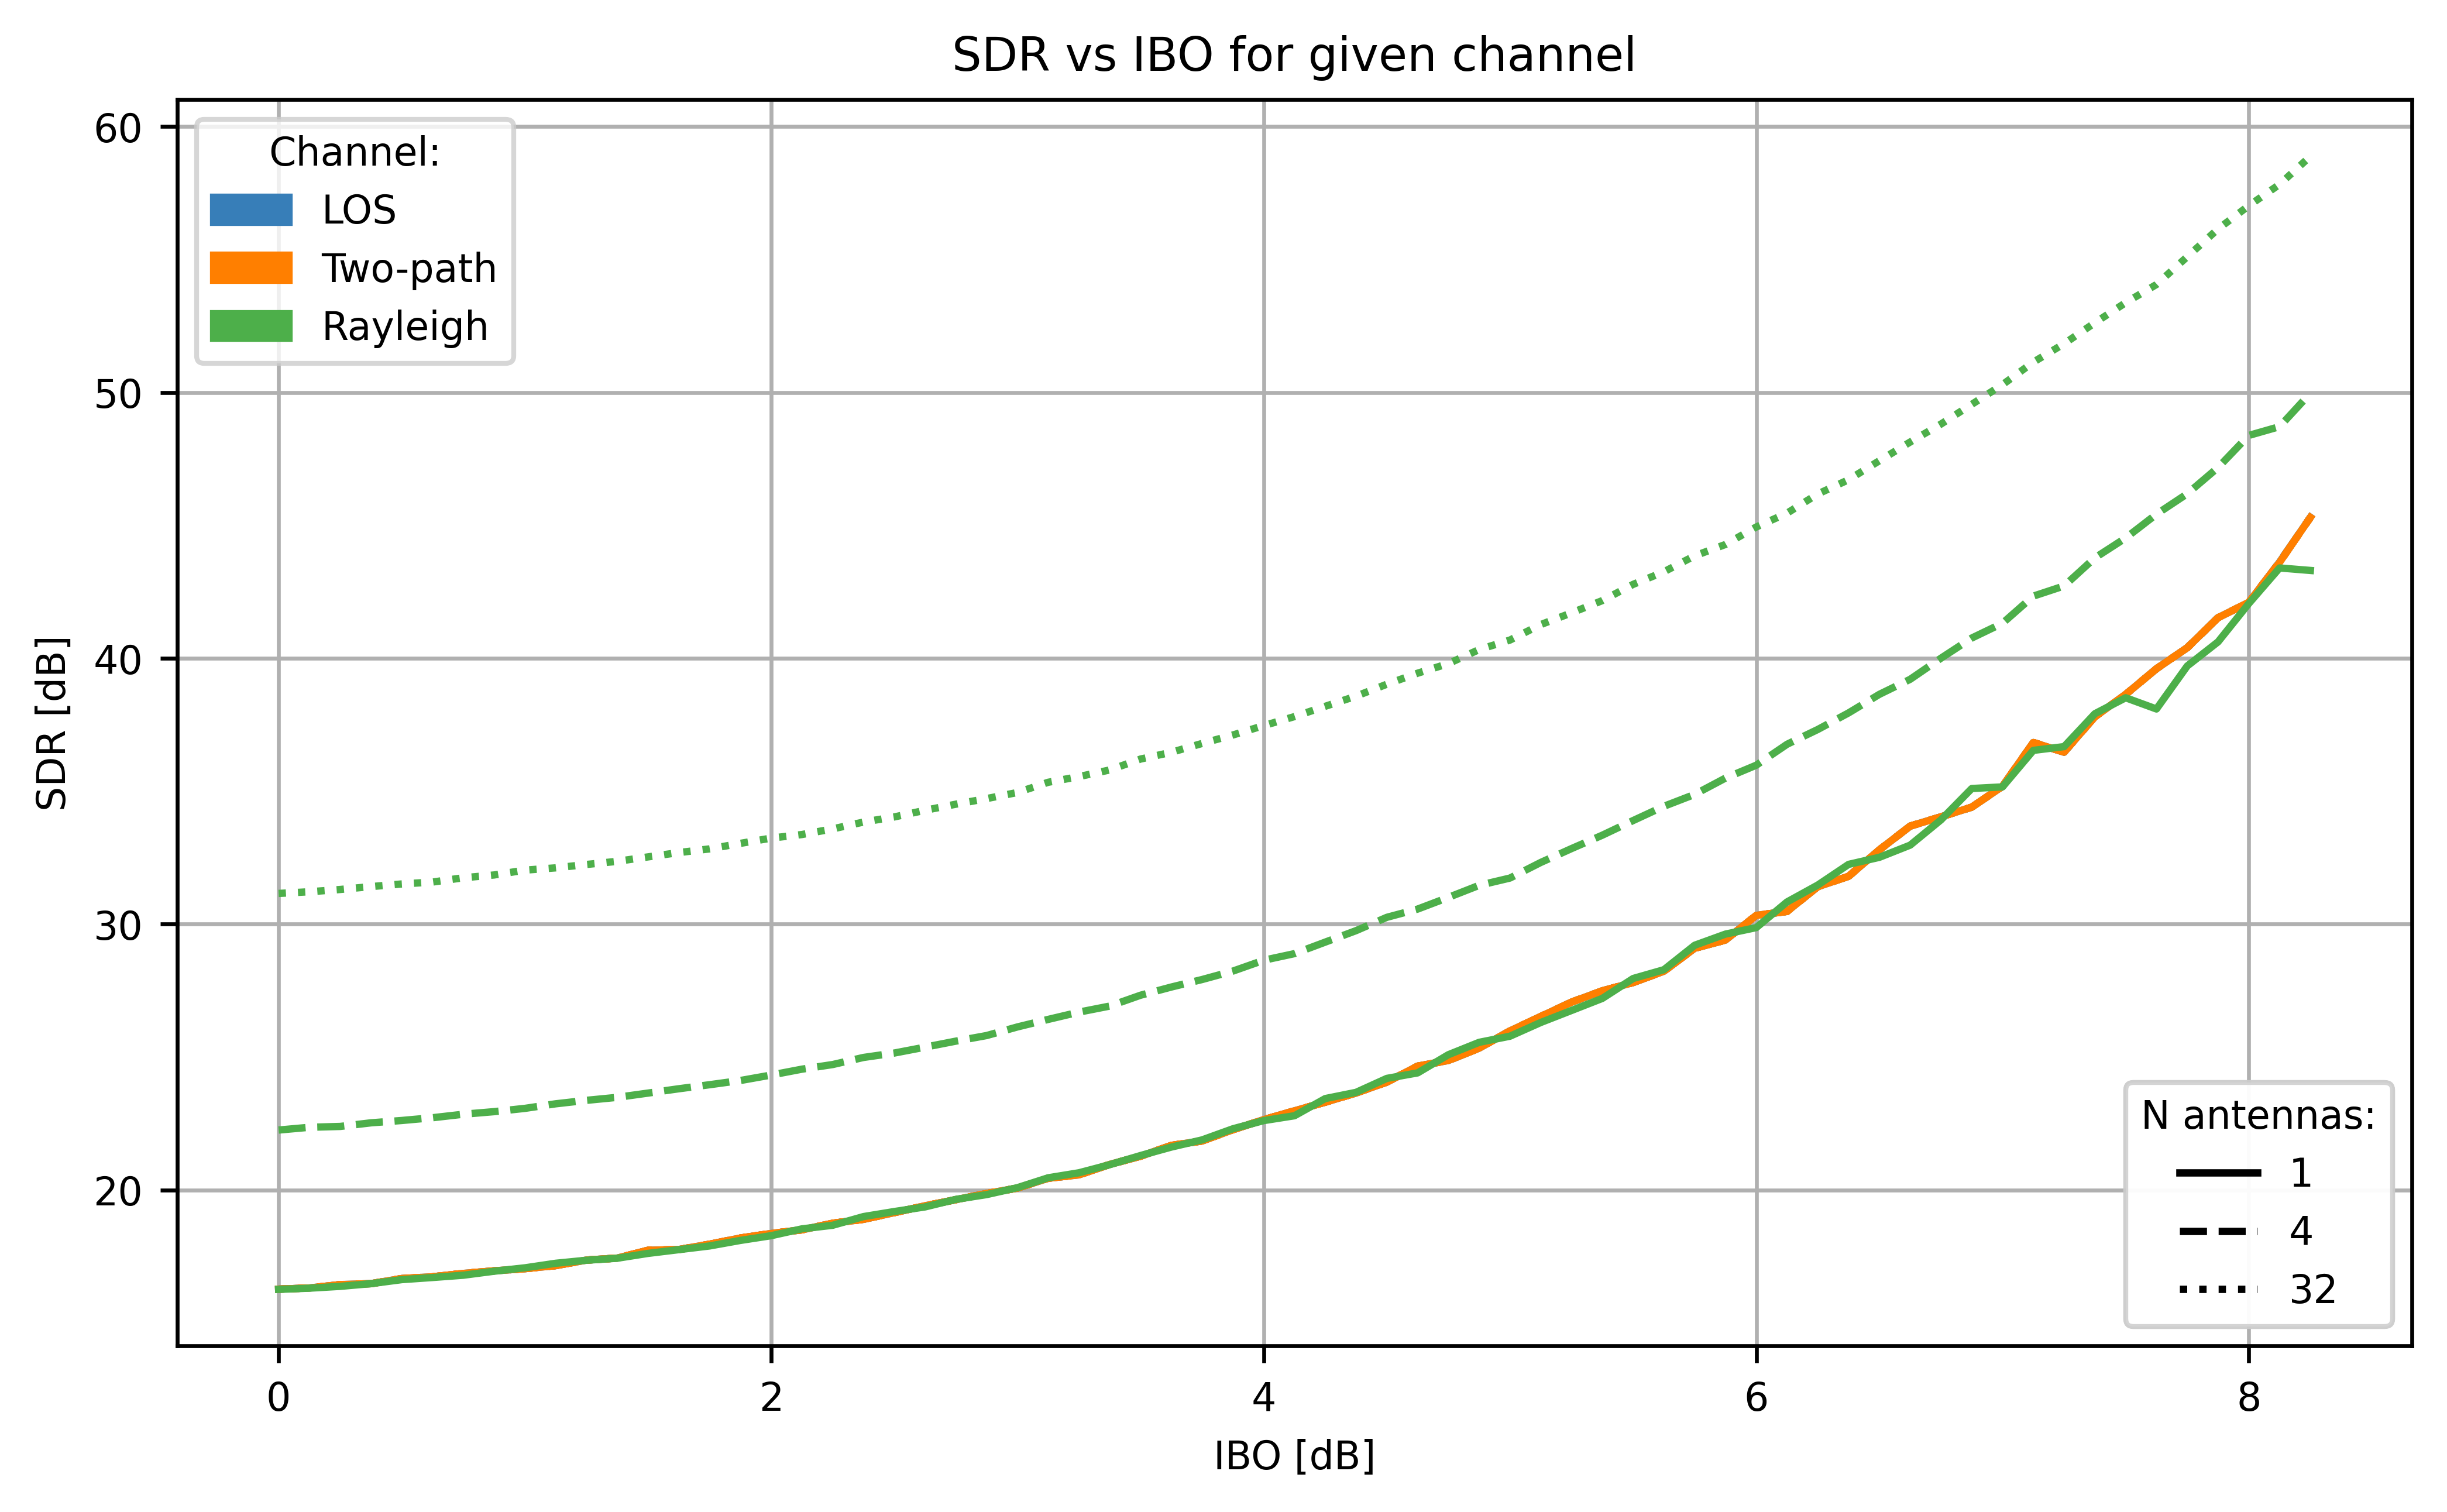 SDR vs IBO for given channel
60
50
40
30
20
SDR [dB]
Channel:
LOS
Two-path
Rayleigh
N antennas:
1
4
32
0 2 4 6 8
IBO [dB]